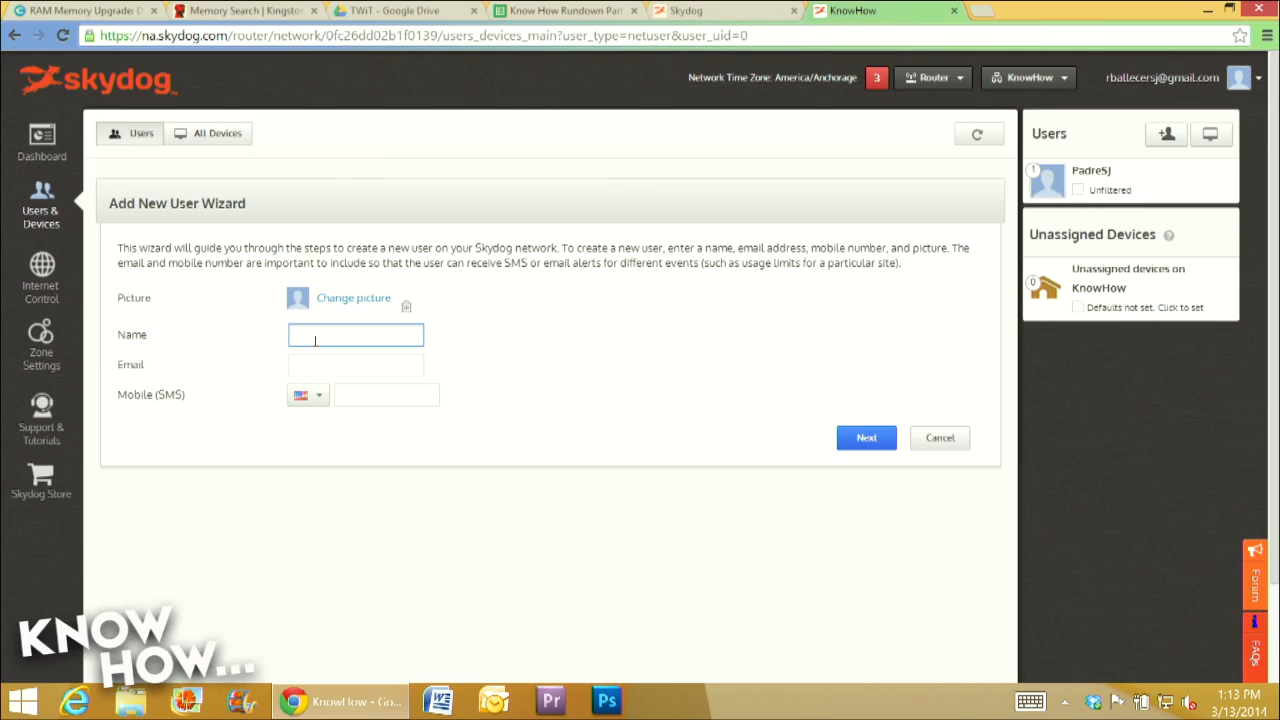 RAM Memory Upgrade: D
Memory Search | Kingston
TWiT - Google Drive
Know How Rundown Part
Skydog
KnowHow
https://na.skydog.com/router/network/0fc26dd02b1f0139/users_devices_main?user_type=netuser&user_uid=0
skydog
Network Time Zone: America/Anchorage
3
Router
KnowHow
rballecersj@gmail.com
Dashboard
Users &
Devices
Internet
Control
Zone
Settings
Support &
Tutorials
Skydog Store
Users
All Devices
Add New User Wizard
This wizard will guide you through the steps to create a new user on your Skydog network. To create a new user, enter a name, email address, mobile number, and picture. The
email and mobile number are important to include so that the user can receive SMS or email alerts for different events (such as usage limits for a particular site).
Picture
Change picture
Name
Email
Mobile (SMS)
Next
Cancel
Users
1
PadreSJ
Unfiltered
Unassigned Devices ?
0
Unassigned devices on
KnowHow
Defaults not set. Click to set
Forum
i
FAQs
KNOW
HOW...
KnowHow - Go...
Pr
Ps
1:13 PM
3/13/2014